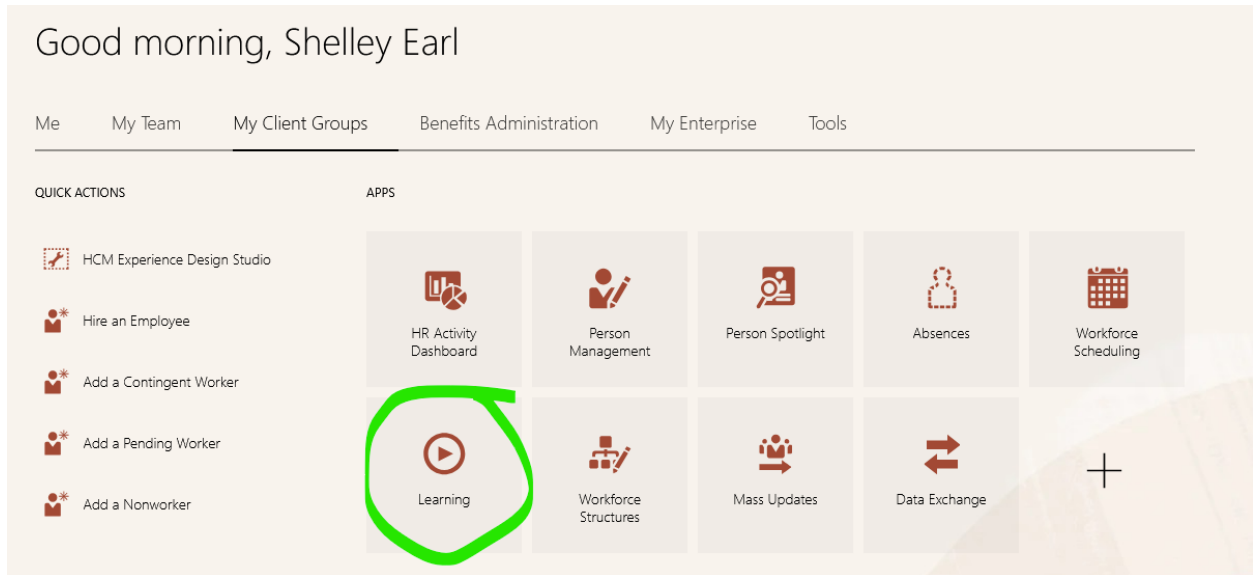 Good morning, Shelley Earl
Me My Team My Client Groups Benefits Administration My Enterprise Tools
QUICK ACTIONS
HCM Experience Design Studio
Hire an Employee
Add a Contingent Worker
Add a Pending Worker
Add a Nonworker
APPS
HR Activity
Dashboard
Person
Management
Person Spotlight
Absences
Workforce
Scheduling
Learning
Workforce
Structures
Mass Updates
Data Exchange